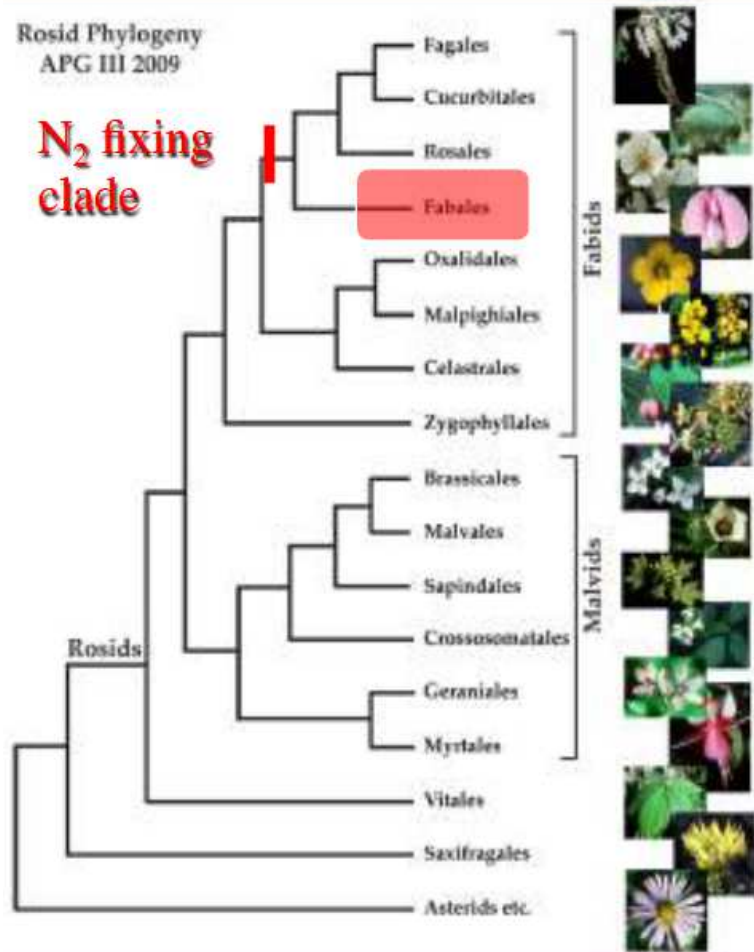 Rosid Phylogeny
APG III 2009
N₂ fixing
clade
Fagales
Cucurbitales
Rosales
Fabales
Oxalidales
Malpighiales
Celastrales
Zygophyllales
Fabids
Brassicales
Malvales
Sapindales
Crossosomatales
Geraniales
Myrtales
Malvids
Rosids
Vitales
Saxifragales
Asterids etc.